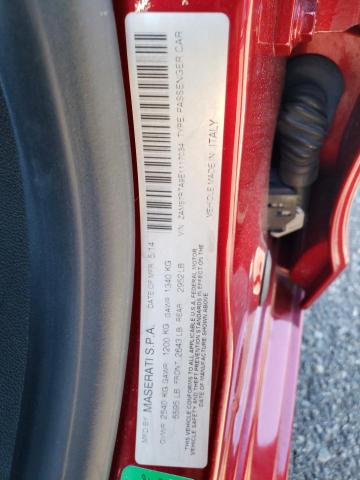 MFD BY MASERATI S.P.A. DATE OF MFR 5.14 V.IN. TYPE: PASSENGER CAR
GVWR 2540 KG GAWR 1200 KG GAWR 1340 KG
5595 LB. FRONT. 2643 LB. REAR 2952 LB
THIS VEHICLE CONFORMS TO ALL APPLICABLE U.S.A. FEDERAL MOTOR
VEHICLE SAFETY AND THEFT PREVENTION STANDARDS IN EFFECT ON THE
DATE OF MANUFACTURE SHOWN ABOVE
VEHICLE MADE IN: ITALY